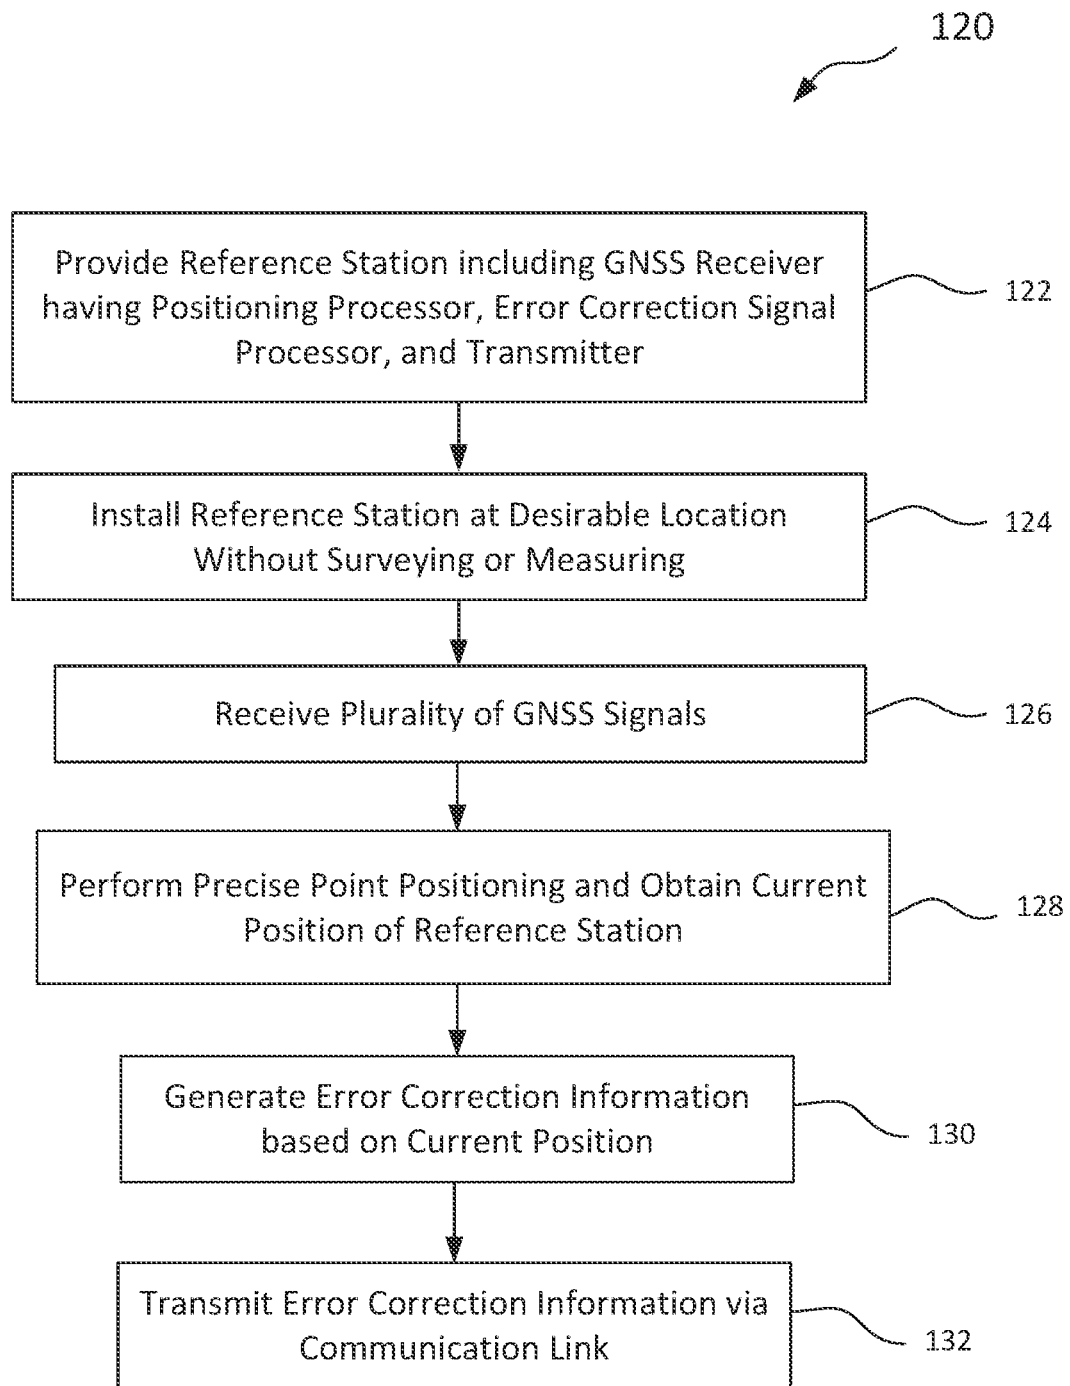 120
Provide Reference Station including GNSS Receiver
having Positioning Processor, Error Correction Signal
Processor, and Transmitter
122
Install Reference Station at Desirable Location
Without Surveying or Measuring
124
Receive Plurality of GNSS Signals
126
Perform Precise Point Positioning and Obtain Current
Position of Reference Station
128
Generate Error Correction Information
based on Current Position
130
Transmit Error Correction Information via
Communication Link
132